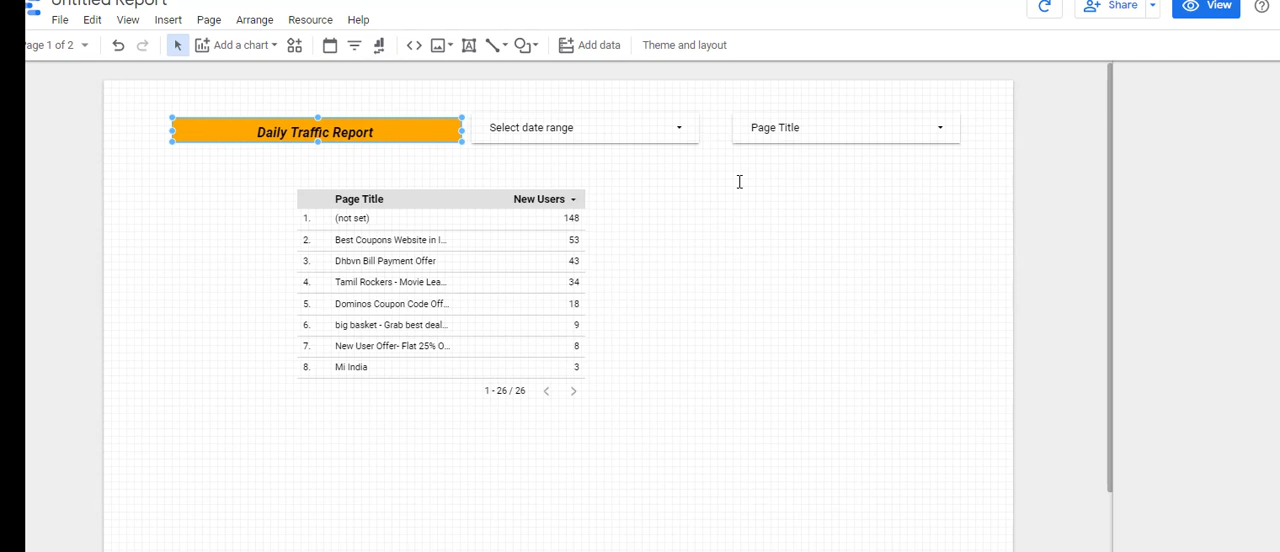 Untitled Report
File Edit View Insert Page Arrange Resource Help
Share View
age 1 of 2 Add a chart Add data Theme and layout
Daily Traffic Report Select date range Page Title
Page Title New Users
1. (not set) 148
2. Best Coupons Website in I... 53
3. Dhbvn Bill Payment Offer 43
4. Tamil Rockers - Movie Lea... 34
5. Dominos Coupon Code Off... 18
6. big basket - Grab best deal... 9
7. New User Offer- Flat 25% O... 8
8. Mi India 3
1 - 26 / 26